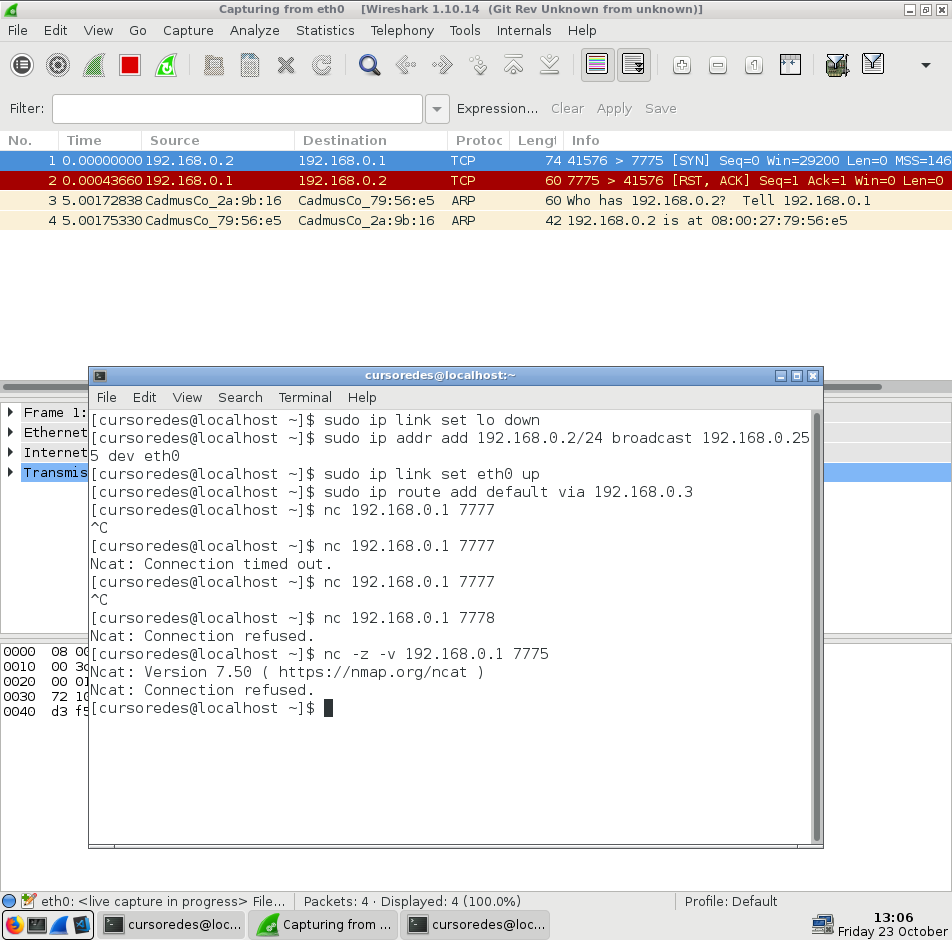 Capturing from eth0 [Wireshark 1.10.14 (Git Rev Unknown from unknown)]
File Edit View Go Capture Analyze Statistics Telephony Tools Internals Help
Filter: Expression... Clear Apply Save
No. Time Source Destination Protoc Lengt Info
1 0.00000000 192.168.0.2 192.168.0.1 TCP 74 41576 > 7775 [SYN] Seq=0 Win=29200 Len=0 MSS=146
2 0.00043660 192.168.0.1 192.168.0.2 TCP 60 7775 > 41576 [RST, ACK] Seq=1 Ack=1 Win=0 Len=0
3 5.00172838 CadmusCo_2a:9b:16 CadmusCo_79:56:e5 ARP 60 Who has 192.168.0.2? Tell 192.168.0.1
4 5.00175330 CadmusCo_79:56:e5 CadmusCo_2a:9b:16 ARP 42 192.168.0.2 is at 08:00:27:79:56:e5
Frame 1:
Ethernet
Internet
Transmis
0000 08 00
0010 00 3c
0020 00 01
0030 72 10
0040 d3 f5
cursoredes@localhost:~
File Edit View Search Terminal Help
[cursoredes@localhost ~]$ sudo ip link set lo down
[cursoredes@localhost ~]$ sudo ip addr add 192.168.0.2/24 broadcast 192.168.0.25
5 dev eth0
[cursoredes@localhost ~]$ sudo ip link set eth0 up
[cursoredes@localhost ~]$ sudo ip route add default via 192.168.0.3
[cursoredes@localhost ~]$ nc 192.168.0.1 7777
^C
[cursoredes@localhost ~]$ nc 192.168.0.1 7777
Ncat: Connection timed out.
[cursoredes@localhost ~]$ nc 192.168.0.1 7777
^C
[cursoredes@localhost ~]$ nc 192.168.0.1 7778
Ncat: Connection refused.
[cursoredes@localhost ~]$ nc -z -v 192.168.0.1 7775
Ncat: Version 7.50 ( https://nmap.org/ncat )
Ncat: Connection refused.
[cursoredes@localhost ~]$
eth0: <live capture in progress> File... Packets: 4 · Displayed: 4 (100.0%) Profile: Default
cursoredes@loc... Capturing from ... cursoredes@loc... 13:06
Friday 23 October